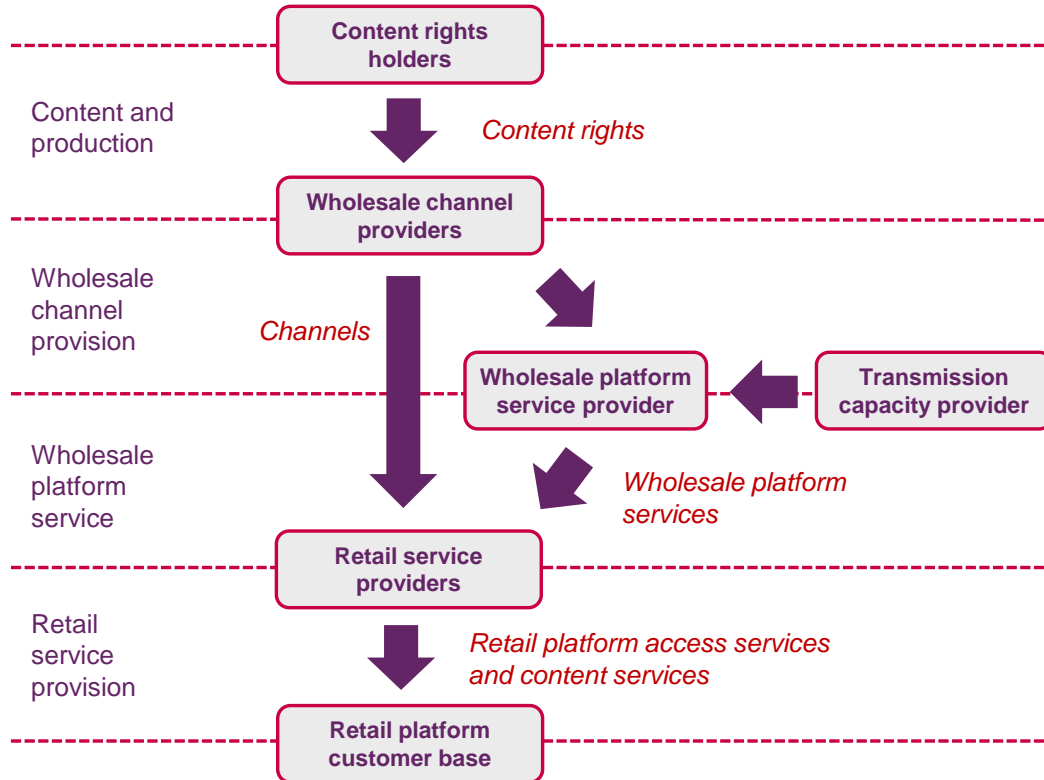 Content rights
holders
Content and
production
Content rights
Wholesale channel
providers
Wholesale
channel
provision
Channels
Wholesale platform
service provider
Transmission
capacity provider
Wholesale
platform
service
Wholesale platform
services
Retail service
providers
Retail
service
provision
Retail platform access services
and content services
Retail platform
customer base